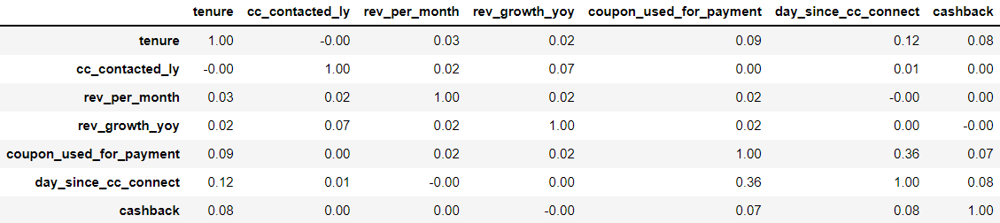 tenure cc_contacted_ly rev_per_month rev_growth_yoy coupon_used_for_payment day_since_cc_connect cashback
tenure 1.00 -0.00 0.03 0.02 0.09 0.12 0.08
cc_contacted_ly -0.00 1.00 0.02 0.07 0.00 0.01 0.00
rev_per_month 0.03 0.02 1.00 0.02 0.02 -0.00 0.00
rev_growth_yoy 0.02 0.07 0.02 1.00 0.02 0.00 -0.00
coupon_used_for_payment 0.09 0.00 0.02 0.02 1.00 0.36 0.07
day_since_cc_connect 0.12 0.01 -0.00 0.00 0.36 1.00 0.08
cashback 0.08 0.00 0.00 -0.00 0.07 0.08 1.00